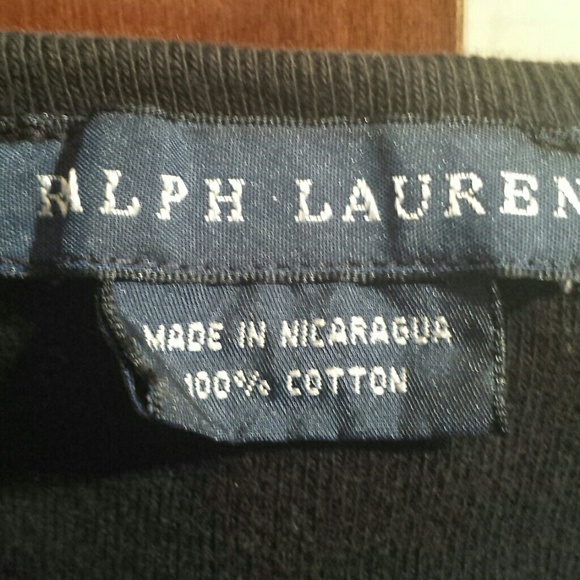 RALPH LAUREN
MADE IN NICARAGUA
100% COTTON